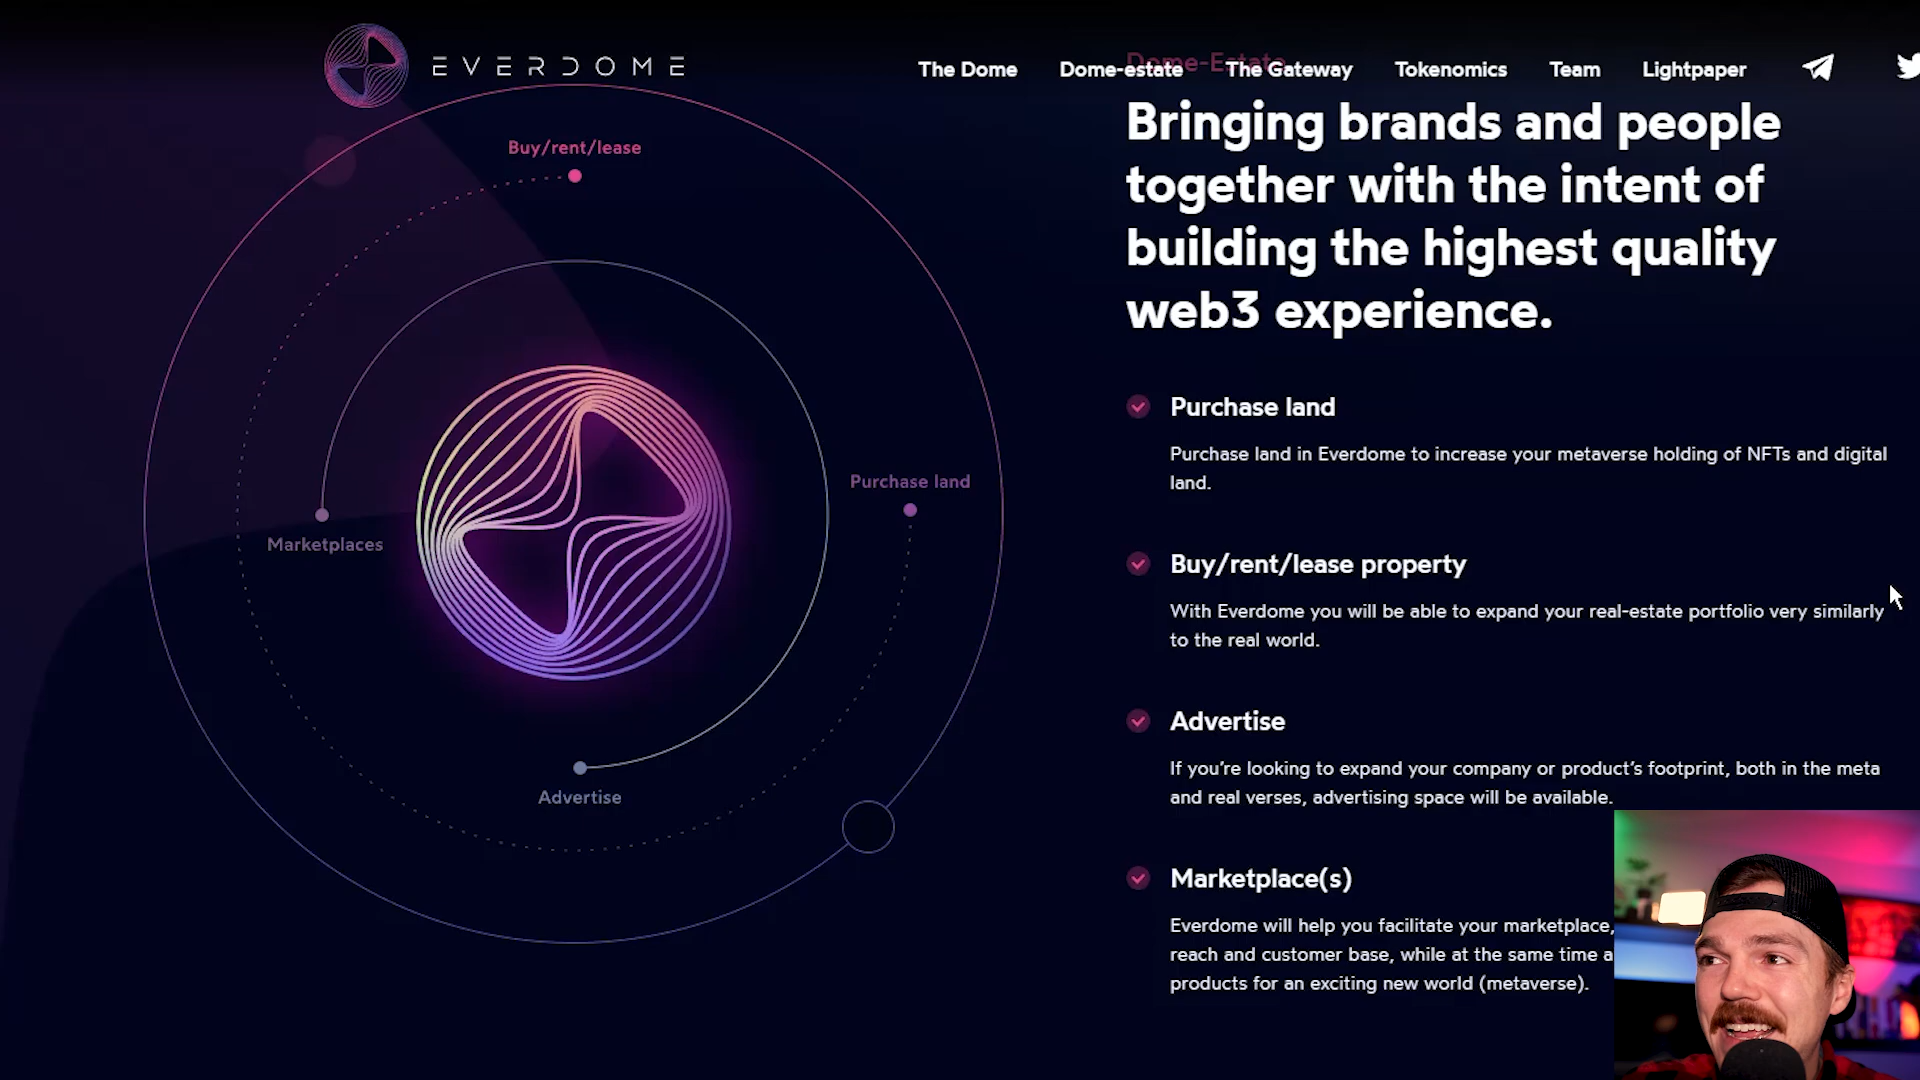 EVERDOME
The Dome
Dome-estate
The Gateway
Tokenomics
Team
Lightpaper
Dome-Estate
Buy/rent/lease
Purchase land
Marketplaces
Advertise
Bringing brands and people
together with the intent of
building the highest quality
web3 experience.
Purchase land
Purchase land in Everdome to increase your metaverse holding of NFTs and digital
land.
Buy/rent/lease property
With Everdome you will be able to expand your real-estate portfolio very similarly
to the real world.
Advertise
If you’re looking to expand your company or product’s footprint, both in the meta
and real verses, advertising space will be available.
Marketplace(s)
Everdome will help you facilitate your marketplace,
reach and customer base, while at the same time a
products for an exciting new world (metaverse).